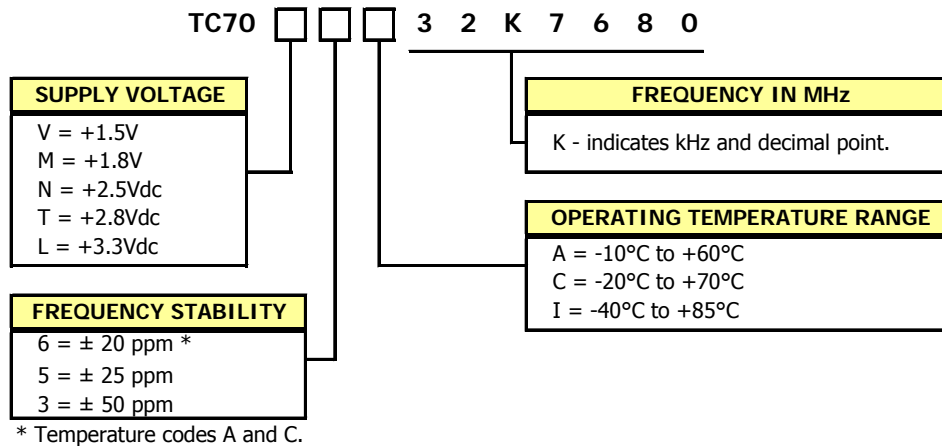 TC70 3 2 K 7 6 8 0
SUPPLY VOLTAGE
V = +1.5V
M = +1.8V
N = +2.5Vdc
T = +2.8Vdc
L = +3.3Vdc
FREQUENCY STABILITY
6 = ± 20 ppm *
5 = ± 25 ppm
3 = ± 50 ppm
* Temperature codes A and C.
FREQUENCY IN MHz
K - indicates kHz and decimal point.
OPERATING TEMPERATURE RANGE
A = -10°C to +60°C
C = -20°C to +70°C
I = -40°C to +85°C